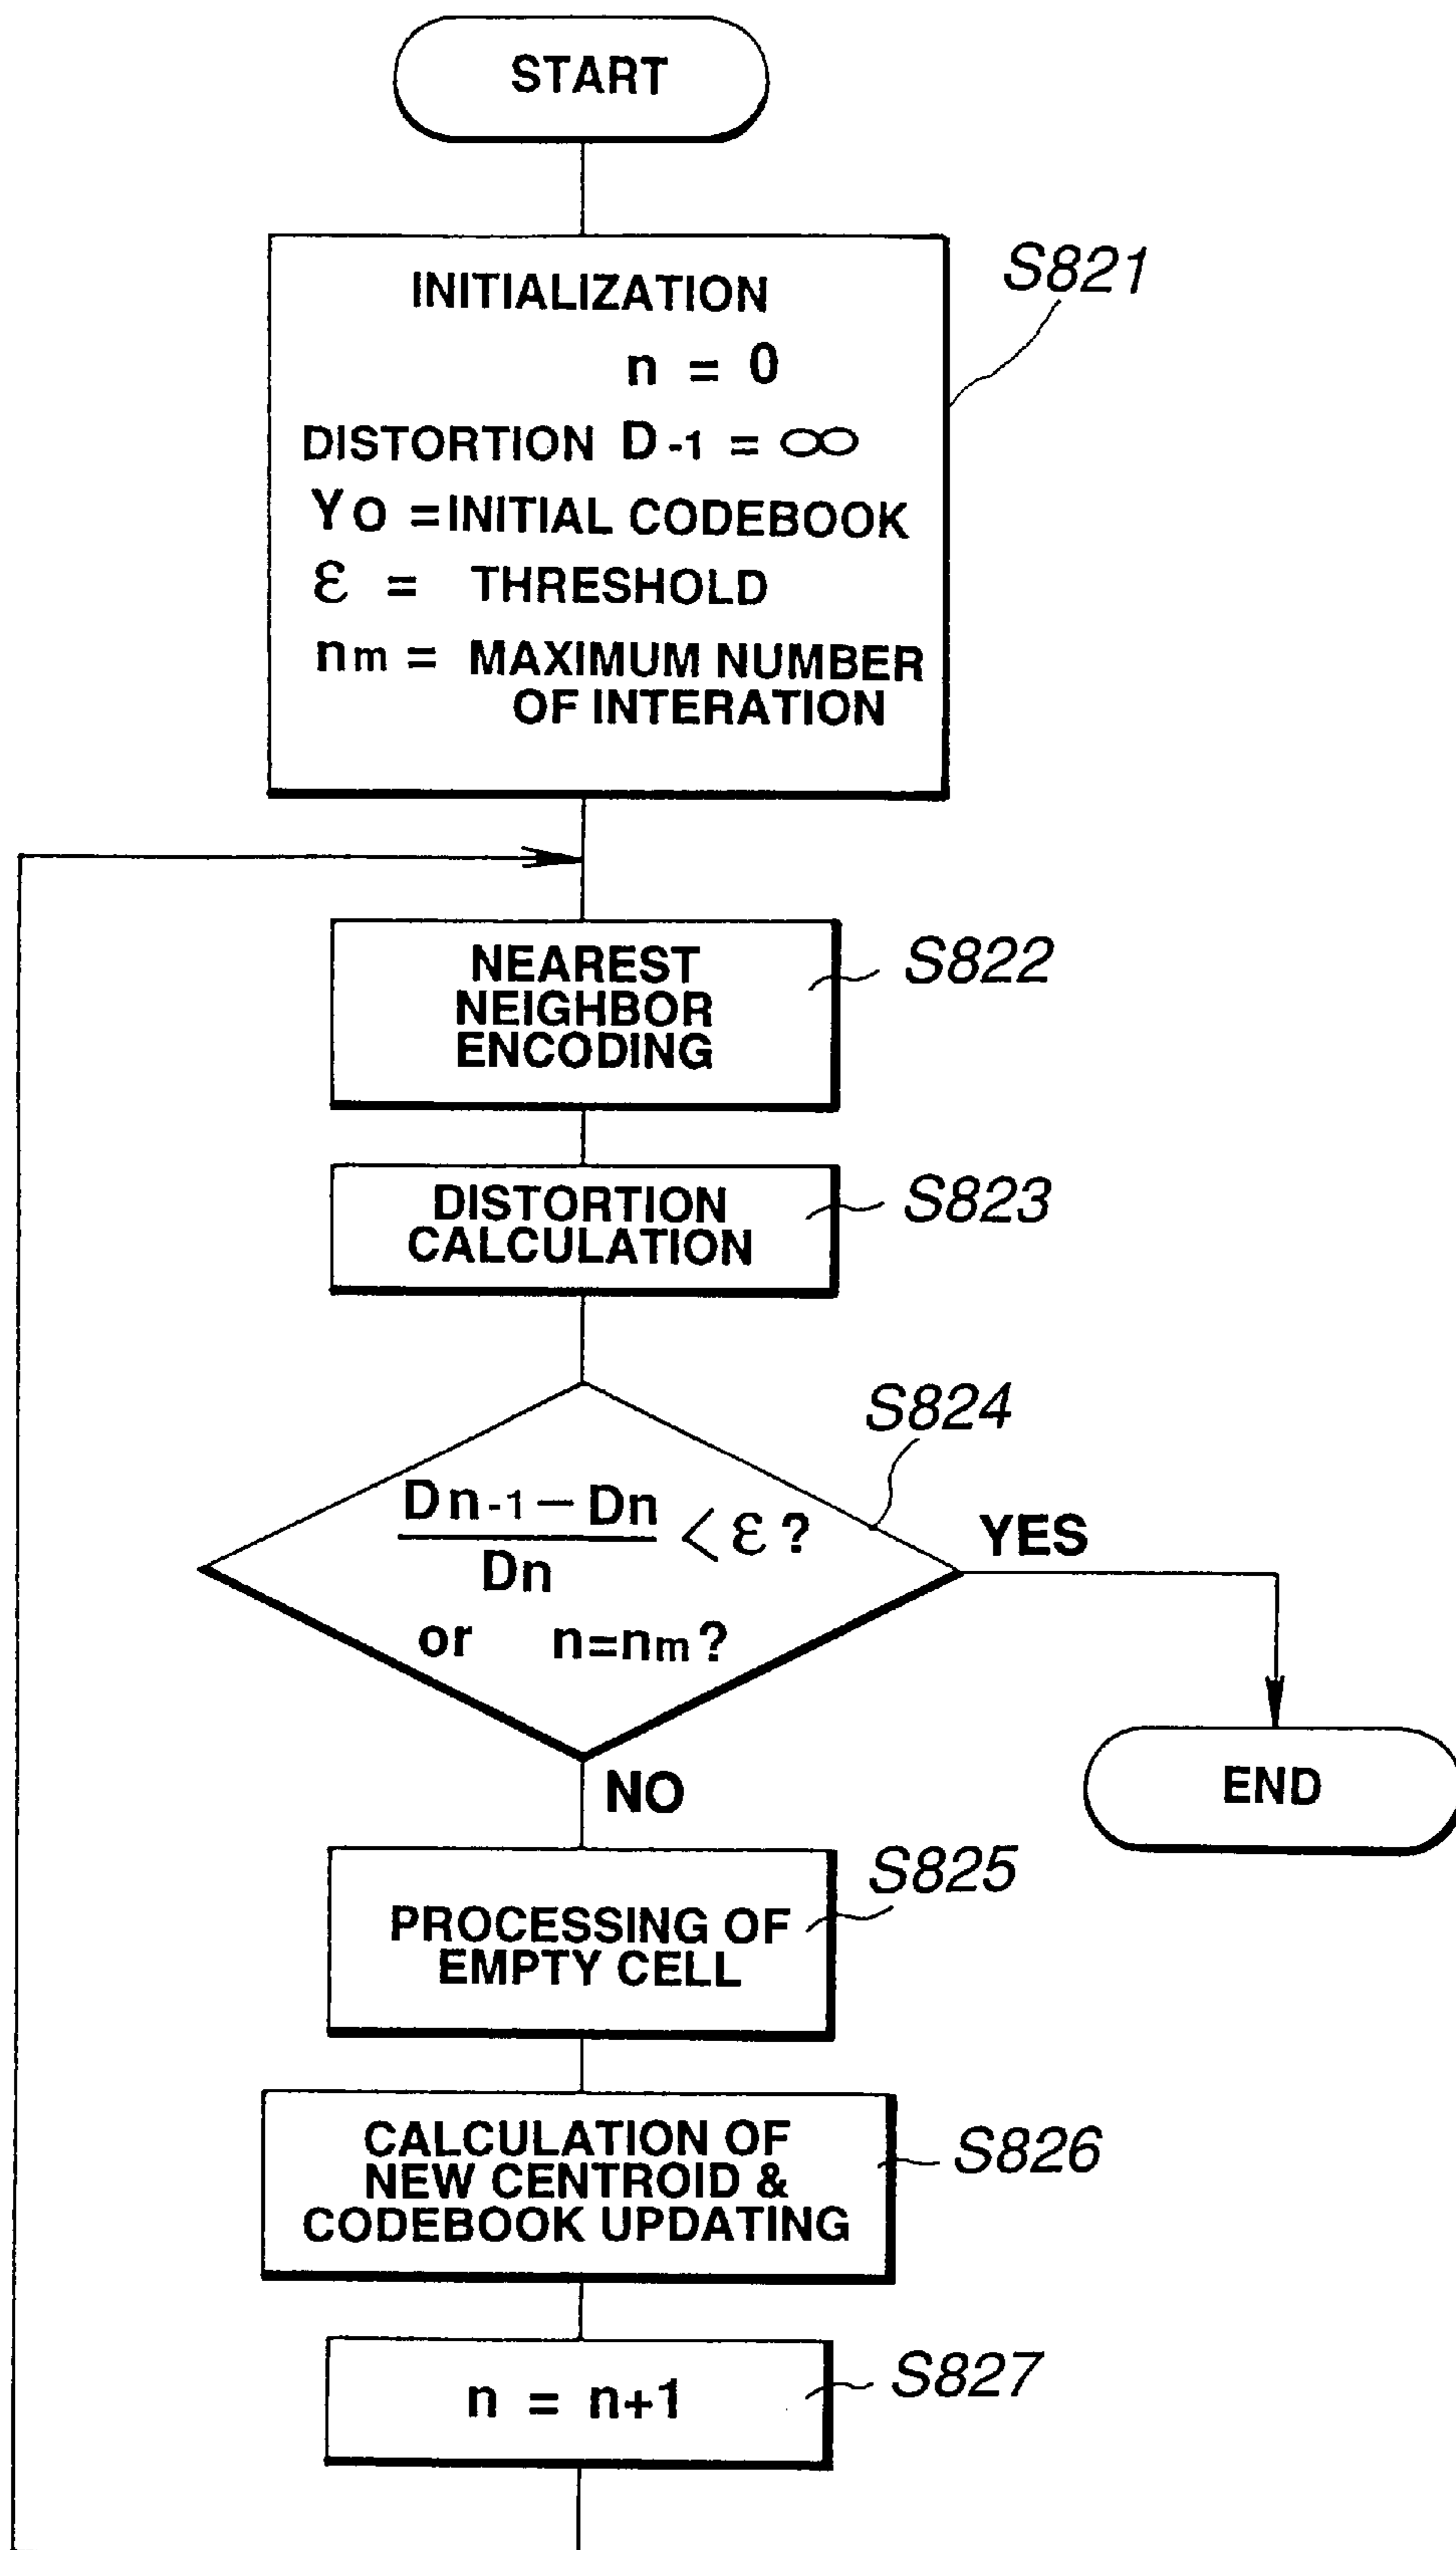 START
INITIALIZATION
n = 0
DISTORTION D-1 = ∞
YO = INITIAL CODEBOOK
ε = THRESHOLD
nm = MAXIMUM NUMBER
OF INTERATION
S821
NEAREST
NEIGHBOR
ENCODING
S822
DISTORTION
CALCULATION
S823
S824
Dn-1 – Dn
Dn
< ε ?
or n=nm?
YES
NO
END
PROCESSING OF
EMPTY CELL
S825
CALCULATION OF
NEW CENTROID &
CODEBOOK UPDATING
S826
n = n+1
S827